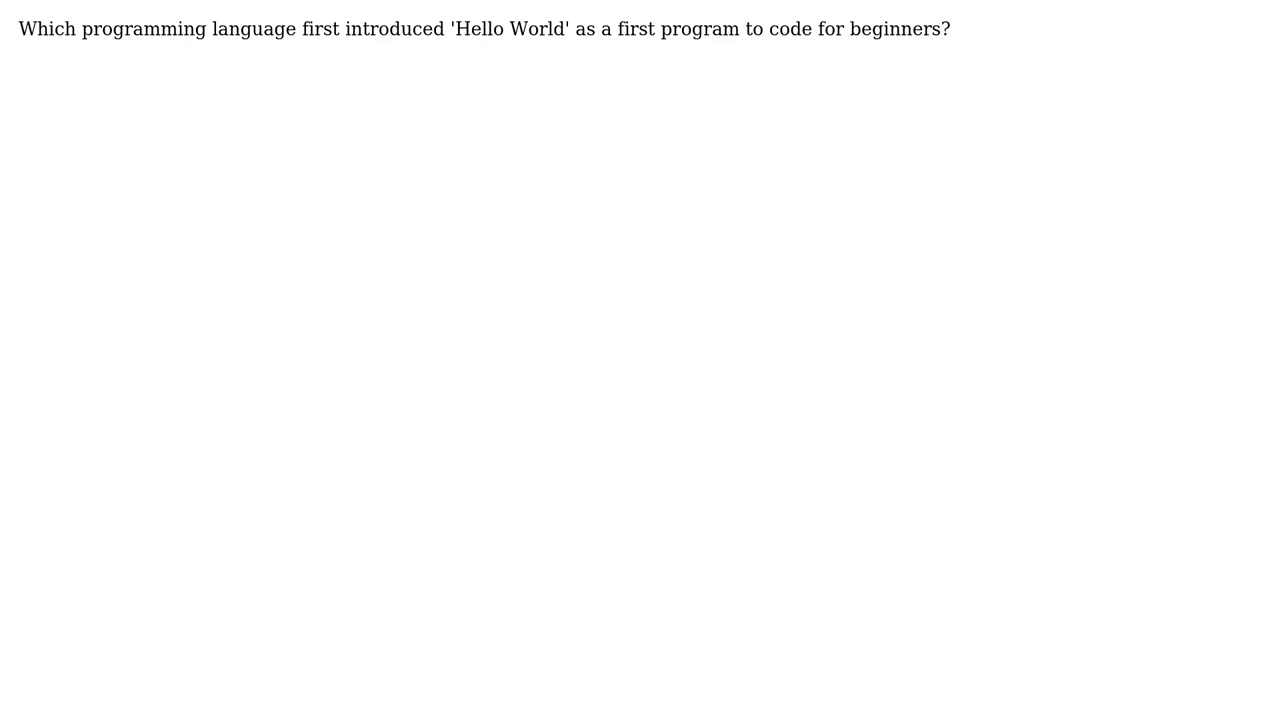 Which programming language first introduced 'Hello World' as a first program to code for beginners?